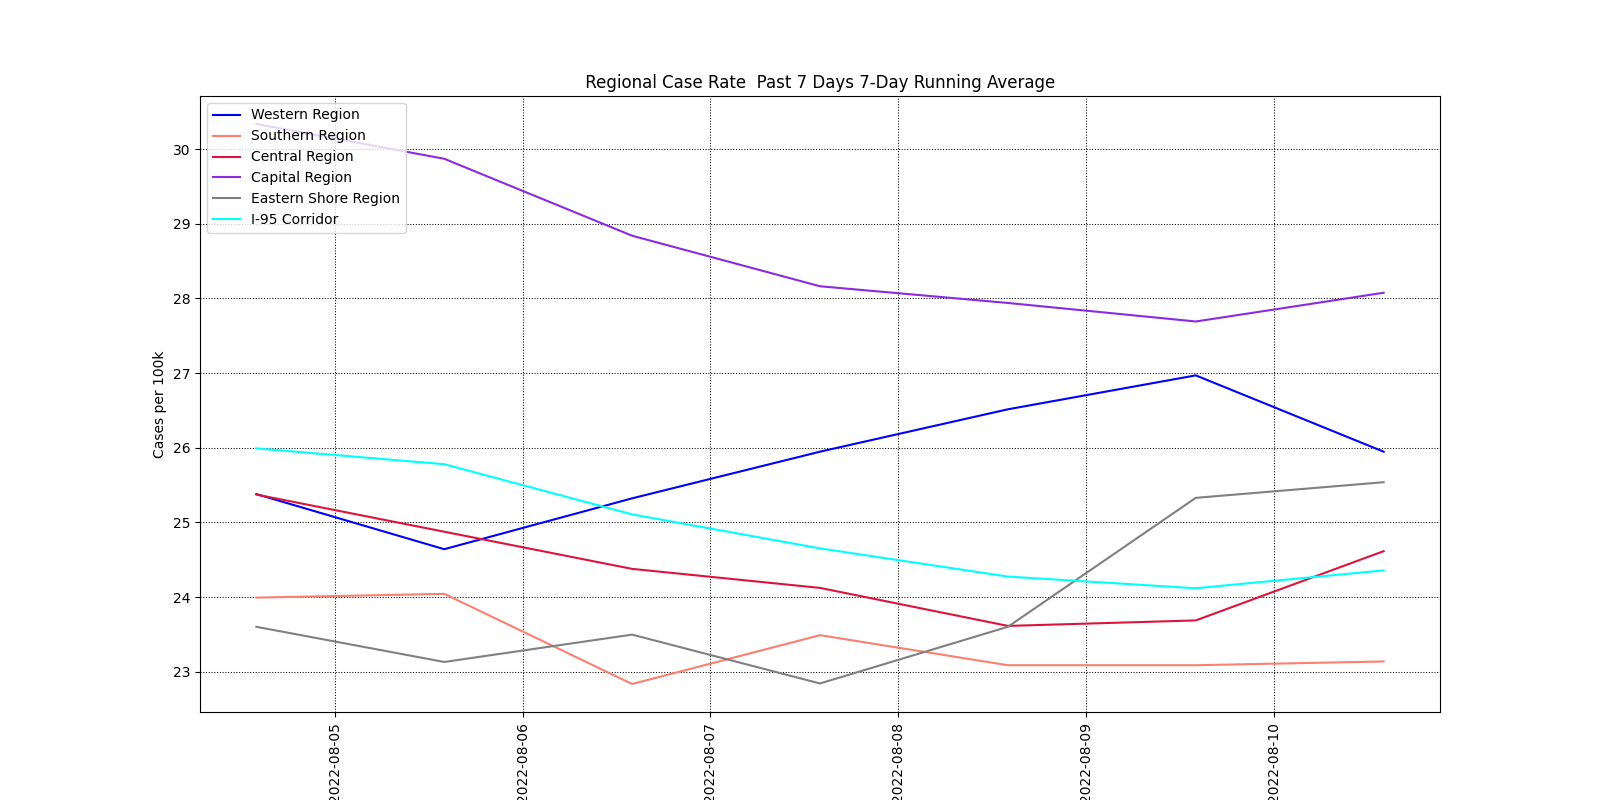 Regional Case Rate  Past 7 Days 7-Day Running Average
Western Region
Southern Region
Central Region
Capital Region
Eastern Shore Region
I-95 Corridor
Cases per 100k
30
29
28
27
26
25
24
23
2022-08-05
2022-08-06
2022-08-07
2022-08-08
2022-08-09
2022-08-10